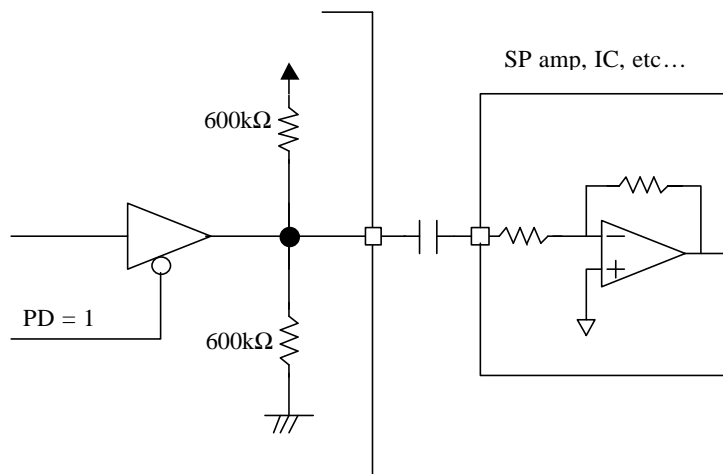 SP amp, IC, etc…
600kΩ
PD = 1
600kΩ